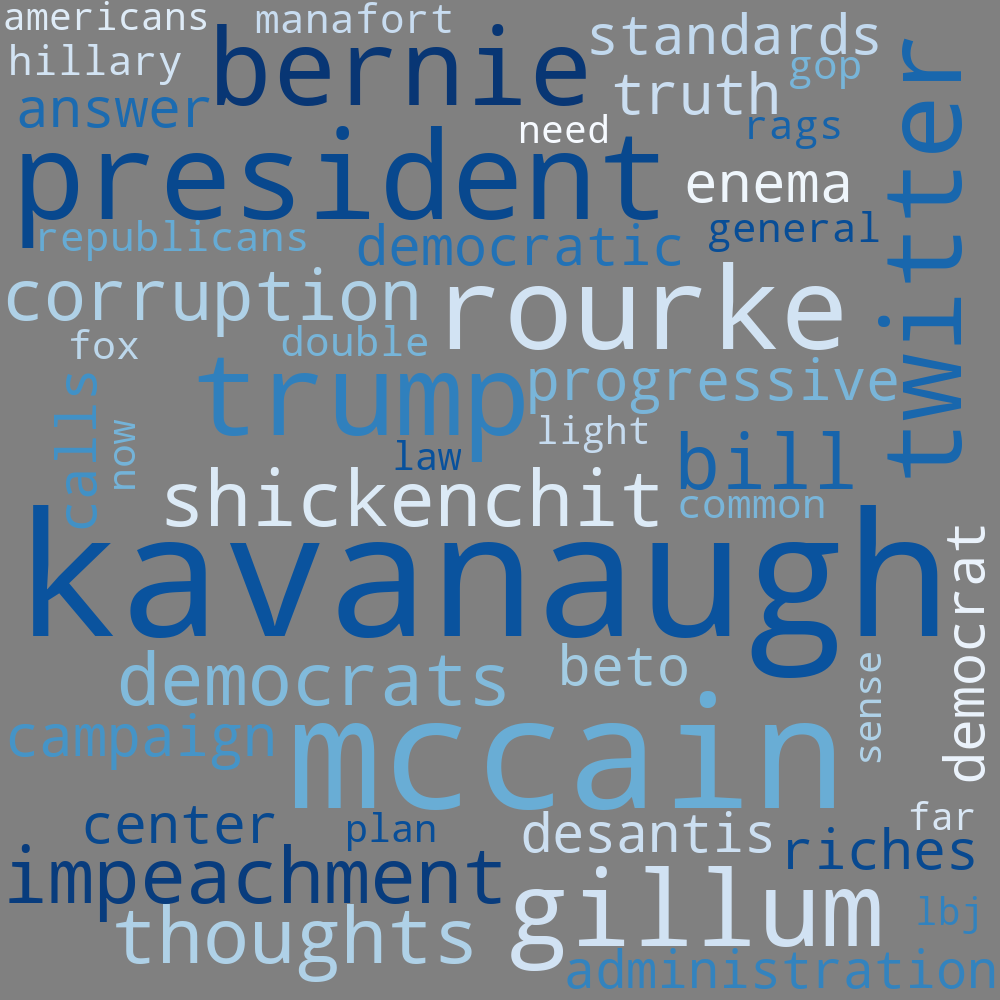 americans
manafort
standards
hillary
bernie
gop
answer
truth
twitter
need
rags
president
enema
republicans
democratic
general
corruption
rourke
fox
double
trump
progressive
calls
now
light
law
bill
shickenchit
common
kavanaugh
democrat
democrats
beto
sense
campaign
mccain
center
plan
desantis
far
riches
impeachment
gillum
lbj
thoughts
administration